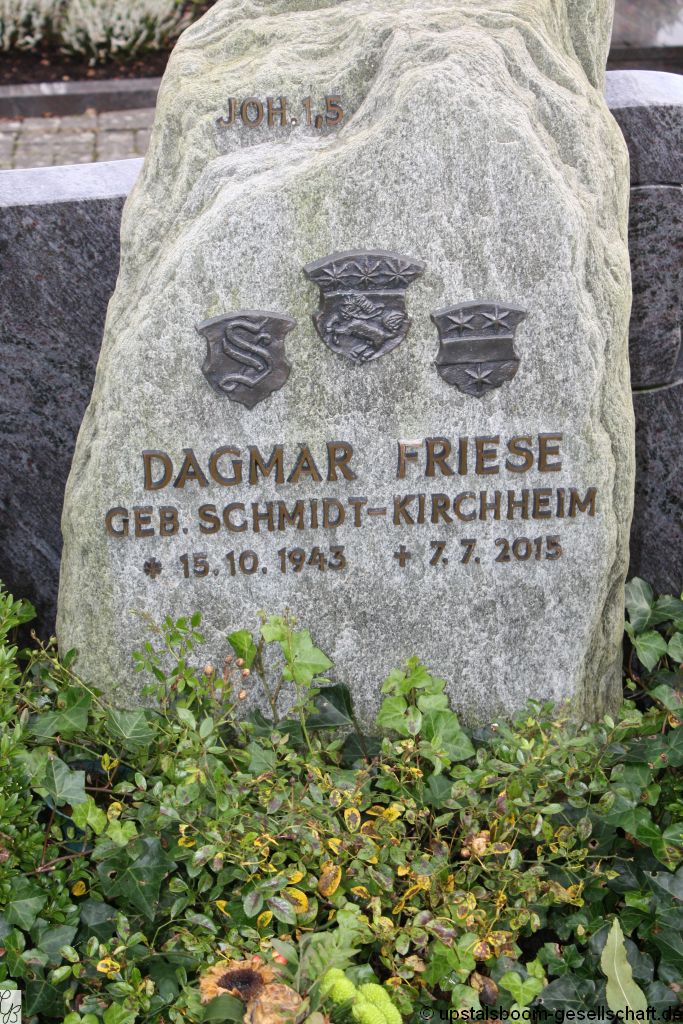 JOH. 1,5
S
DAGMAR FRIESE
GEB. SCHMIDT-KIRCHHEIM
* 15.10.1943 + 7.7.2015
© upstalsboom-gesellschaft.de